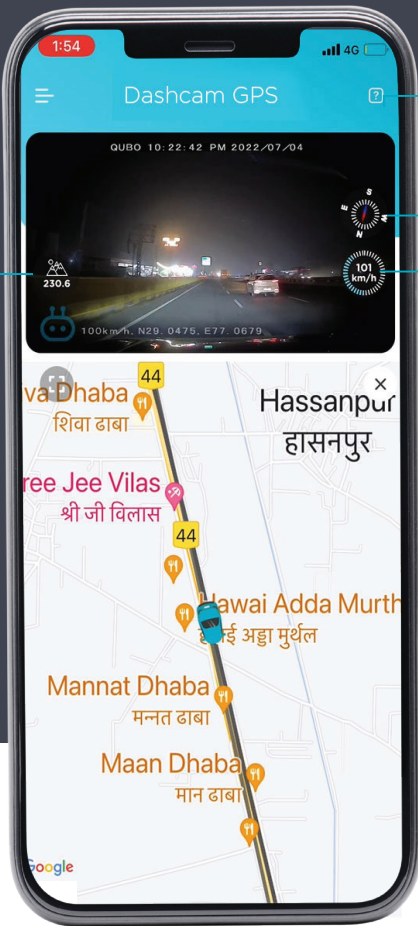 1:54
4G
Dashcam GPS
?
QUBO 10:22:42 PM 2022/07/04
S
E
W
N
230.6
101
km/h
100km/h, N29. 0475, E77. 0679
44
va Dhaba
शिवा ढाबा
Hassanpur
हासनपुर
ree Jee Vilas
श्री जी विलास
44
Hawai Adda Murth
अड्डा मुर्थल
Mannat Dhaba
मन्नत ढाबा
Maan Dhaba
मान ढाबा
Google